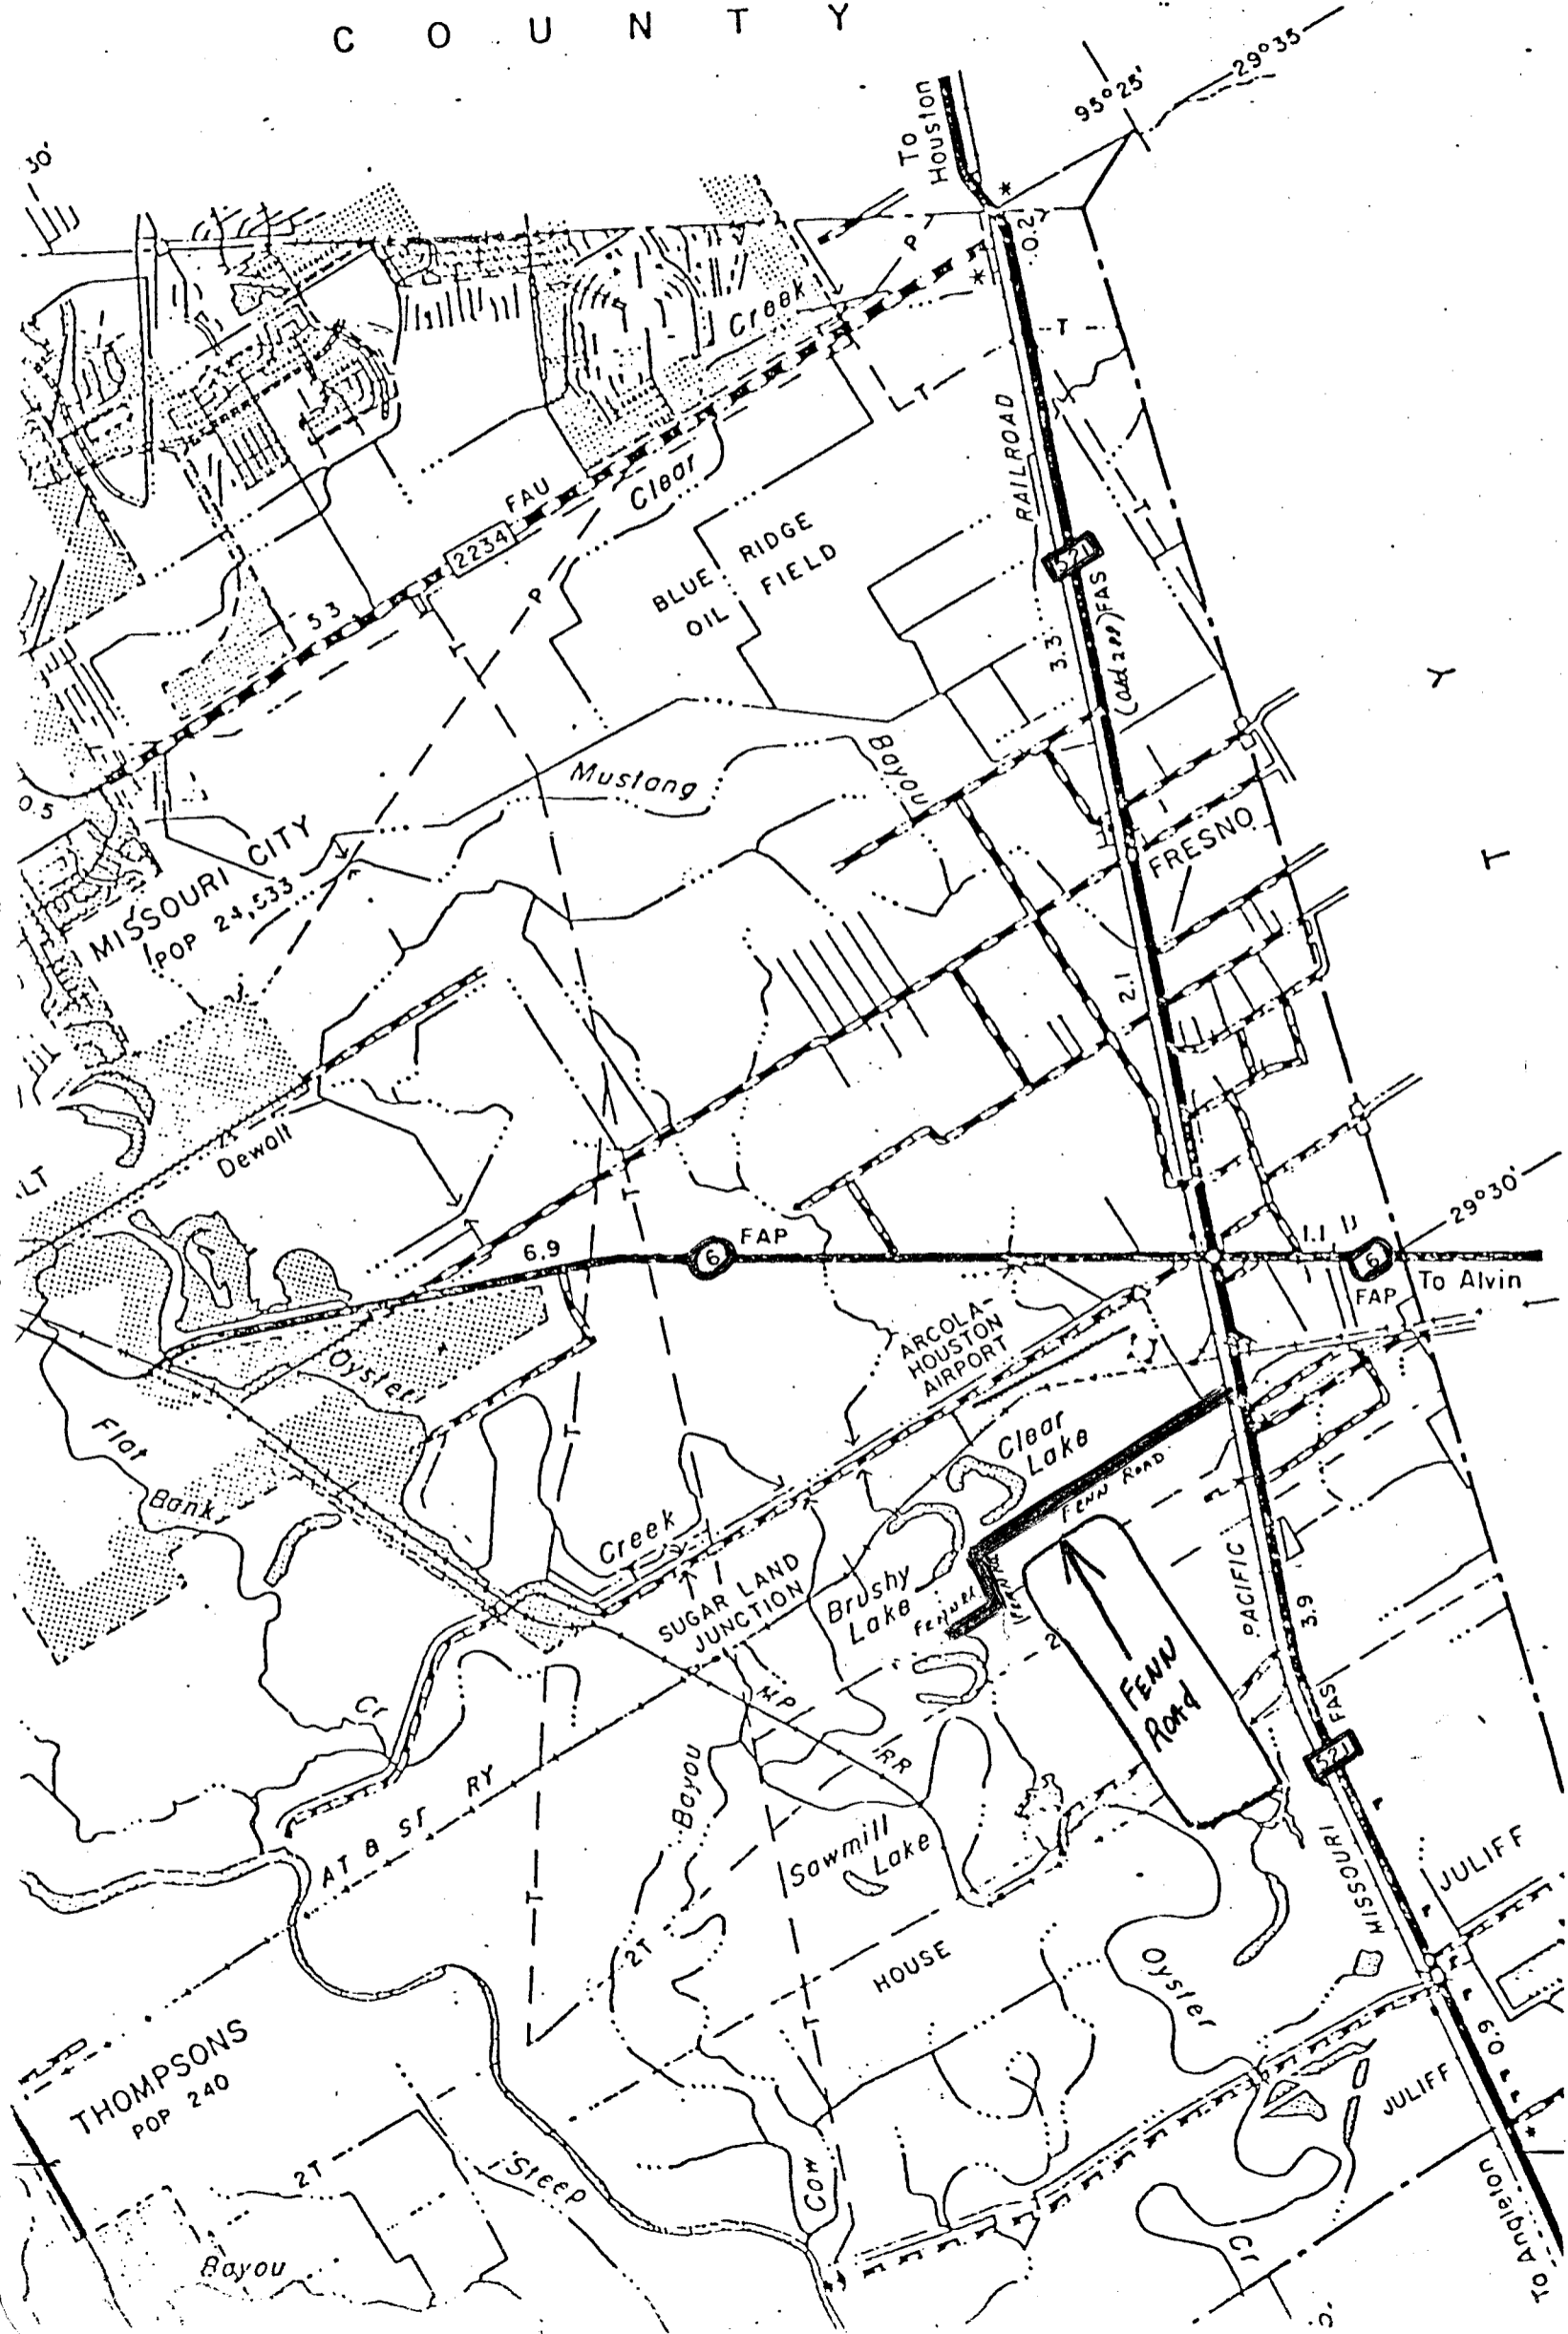 COUNTY
30'
To
Houston
95°25'
29°35
0.2
P
Creek
T
T
RAILROAD
FAU
2234
Clear
T
53
P
BLUE RIDGE
OIL FIELD
521
FAS
3.3
T
Y
Mustang
Bayou
0.5
MISSOURI CITY
POP 24,533
FRESNO
T
2.1
Dewalt
LT
T
6.9
6
FAP
1.1
6
FAP
29°30'
To Alvin
ARCOLA-
HOUSTON
AIRPORT
Oyster
Flat
Bank
T
Clear
Lake
FENN ROAD
FENN ROAD
Creek
T
SUGAR LAND
JUNCTION
Brushy
Lake
PACIFIC
3.9
2
FENN
ROAD
Cr
MP
RR
FAS
521
Bayou
AT & SF RY
Sawmill
Lake
MISSOURI
JULIFF
T
2T
HOUSE
Oyster
T
THOMPSONS
POP 240
0.9
JULIFF
2T
Steep
Cow
Bayou
Cr
To Angleton